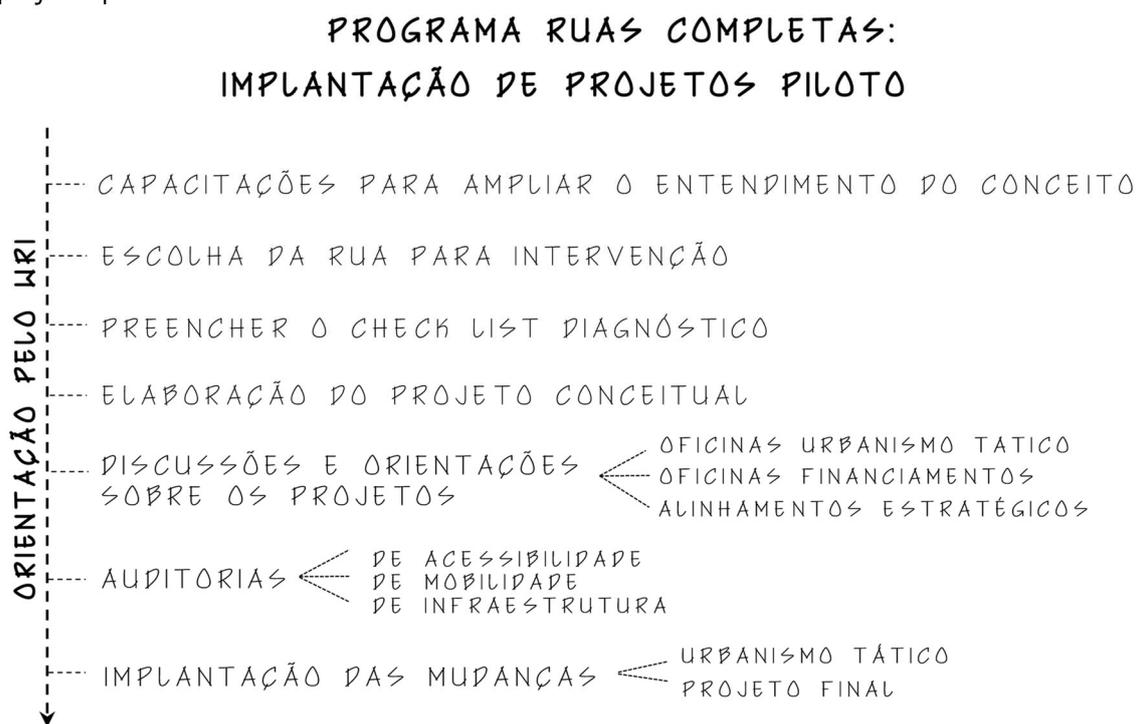 PROGRAMA RUAS COMPLETAS:
IMPLANTAÇÃO DE PROJETOS PILOTO
ORIENTAÇÃO PELO WRI
CAPACITAÇÕES PARA AMPLIAR O ENTENDIMENTO DO CONCEITO
ESCOLHA DA RUA PARA INTERVENÇÃO
PREENCHER O CHECK LIST DIAGNÓSTICO
ELABORAÇÃO DO PROJETO CONCEITUAL
DISCUSSÕES E ORIENTAÇÕES
SOBRE OS PROJETOS
OFICINAS URBANISMO TATICO
OFICINAS FINANCIAMENTOS
ALINHAMENTOS ESTRATÉGICOS
AUDITORIAS
DE ACESSIBILIDADE
DE MOBILIDADE
DE INFRAESTRUTURA
IMPLANTAÇÃO DAS MUDANÇAS
URBANISMO TÁTICO
PROJETO FINAL